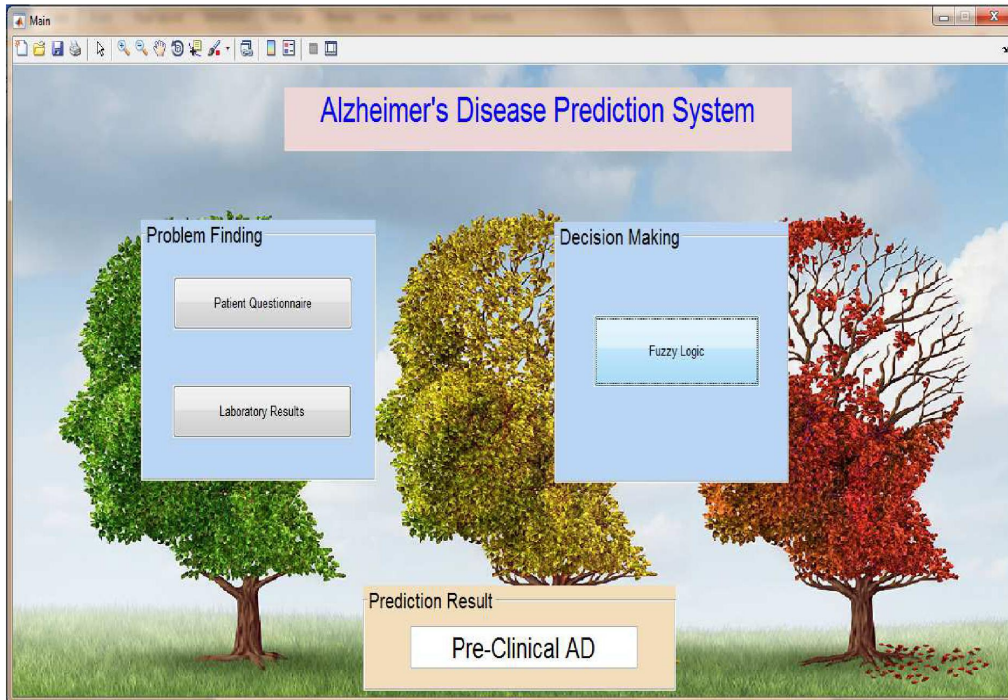 Main
Alzheimer's Disease Prediction System
Problem Finding
Patient Questionnaire
Laboratory Results
Decision Making
Fuzzy Logic
Prediction Result
Pre-Clinical AD